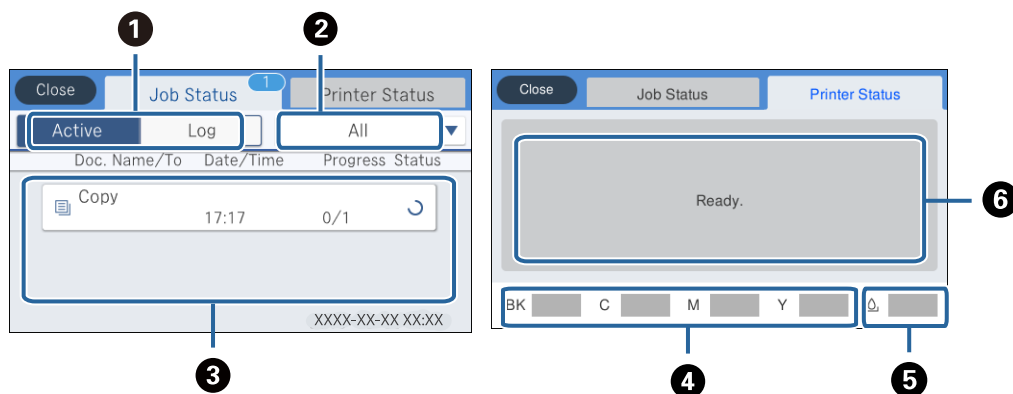 1 2
Close Job Status 1 Printer Status
Active Log All
Doc. Name/To Date/Time Progress Status
Copy
17:17 0/1
XXXX-XX-XX XX:XX
3
Close Job Status Printer Status
Ready.
6
BK C M Y
4 5